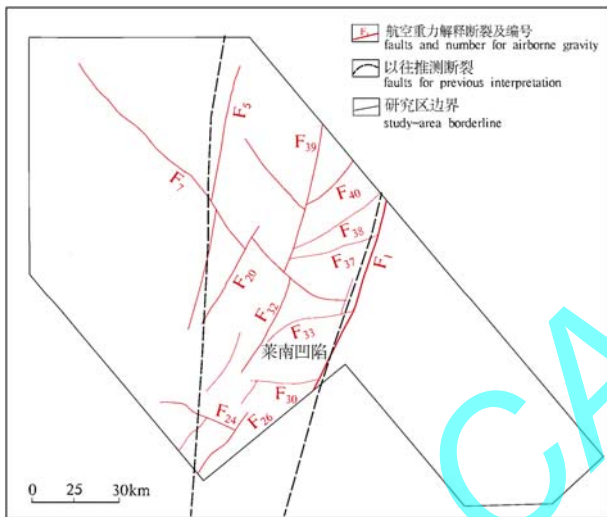 F₁ 航空重力解释断裂及编号
faults and number for airborne gravity
以往推测断裂
faults for previous interpretation
研究区边界
study-area borderline
F₅
F₃₉
F₇
F₄₀
F₃₈
F₃₇
F₁
F₂₀
F₃₂
F₃₃
莱南凹陷
F₃₀
F₂₄
F₂₆
0 25 30km
CA